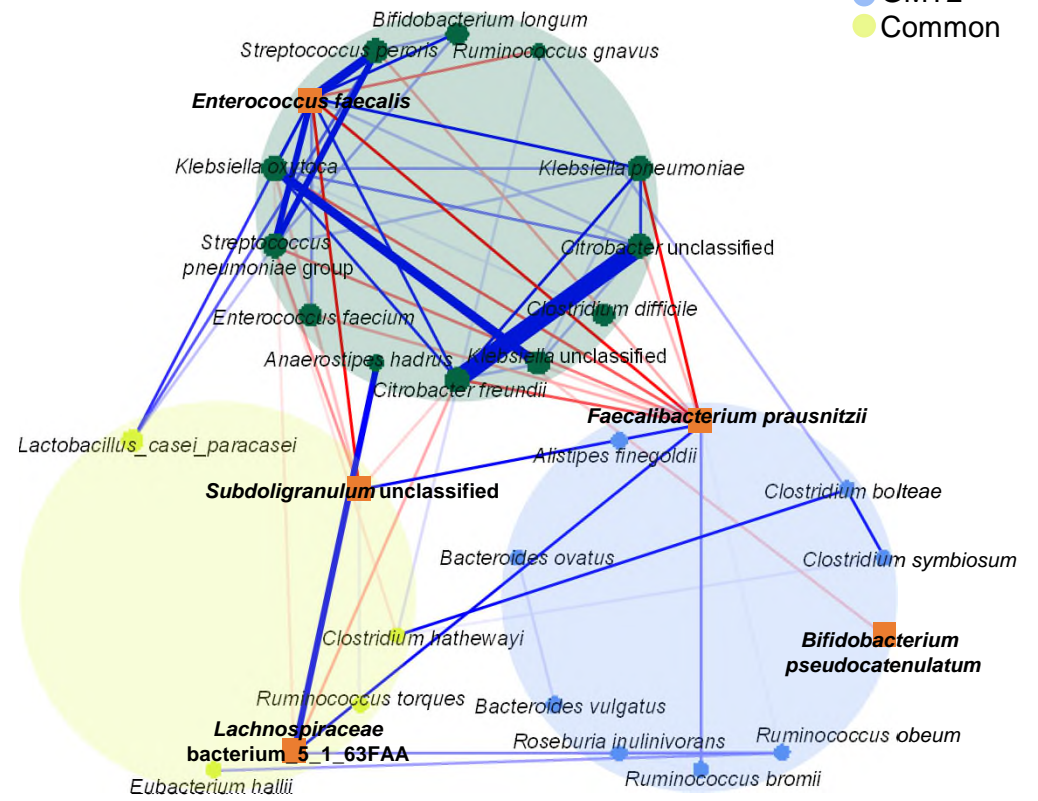 Common
Bifidobacterium longum
Streptococcus peroris
Ruminococcus gnavus
Enterococcus faecalis
Klebsiella oxytoca
Klebsiella pneumoniae
Streptococcus
pneumoniae group
Citrobacter unclassified
Enterococcus faecium
Clostridium difficile
Anaerostipes hadrus
Klebsiella unclassified
Citrobacter freundii
Faecalibacterium prausnitzii
Lactobacillus_casei_paracasei
Alistipes finegoldii
Subdoligranulum unclassified
Clostridium bolteae
Bacteroides ovatus
Clostridium symbiosum
Clostridium hathewayi
Bifidobacterium
pseudocatenulatum
Ruminococcus torques
Bacteroides vulgatus
Lachnospiraceae
bacterium_5_1_63FAA
Roseburia inulinivorans
Ruminococcus obeum
Ruminococcus bromii
Eubacterium hallii